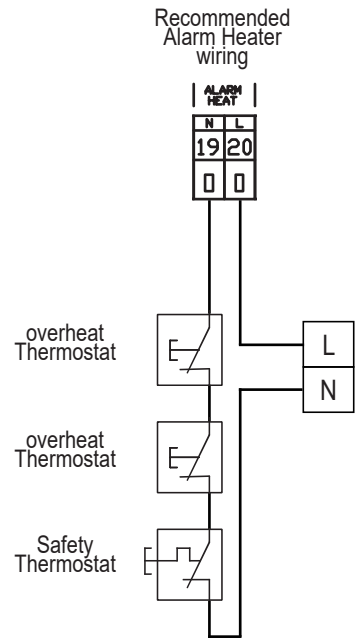 Recommended
Alarm Heater
wiring
ALARM
HEAT
N L
19 20
overheat
Thermostat
L
N
overheat
Thermostat
Safety
Thermostat